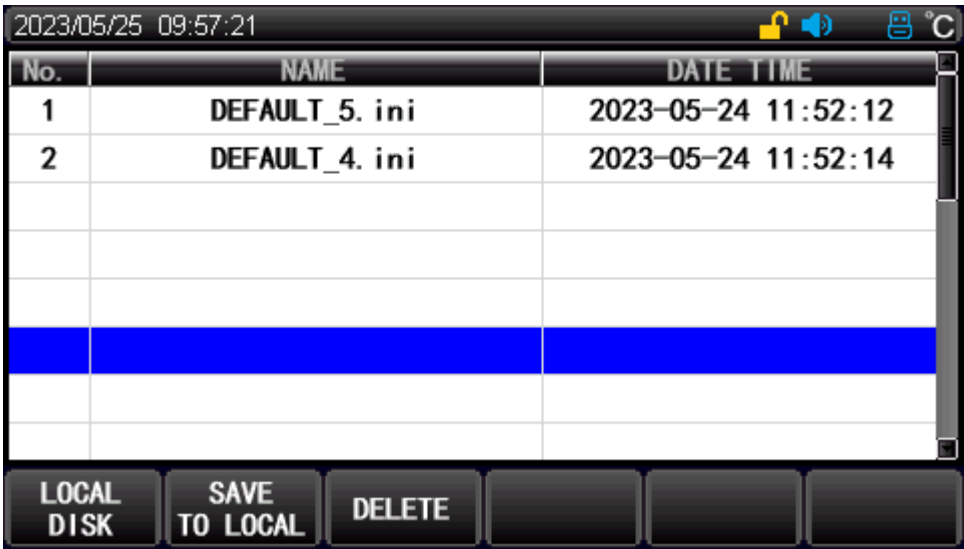 2023/05/25 09:57:21 °C
No. NAME DATE TIME
1 DEFAULT_5.ini 2023-05-24 11:52:12
2 DEFAULT_4.ini 2023-05-24 11:52:14
LOCAL DISK SAVE TO LOCAL DELETE